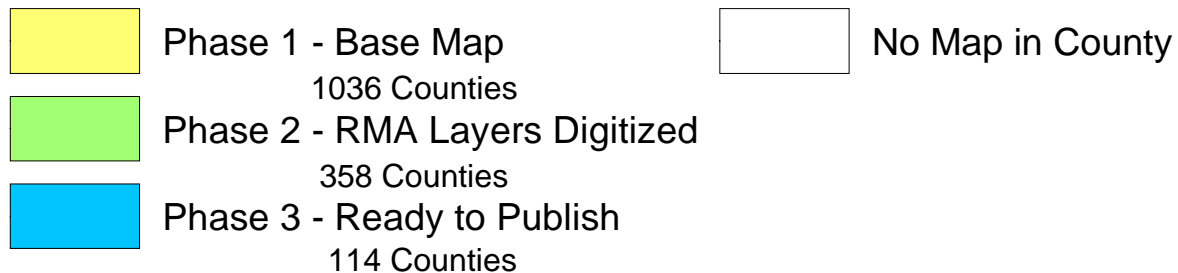 Phase 1 - Base Map
1036 Counties
Phase 2 - RMA Layers Digitized
358 Counties
Phase 3 - Ready to Publish
114 Counties
No Map in County